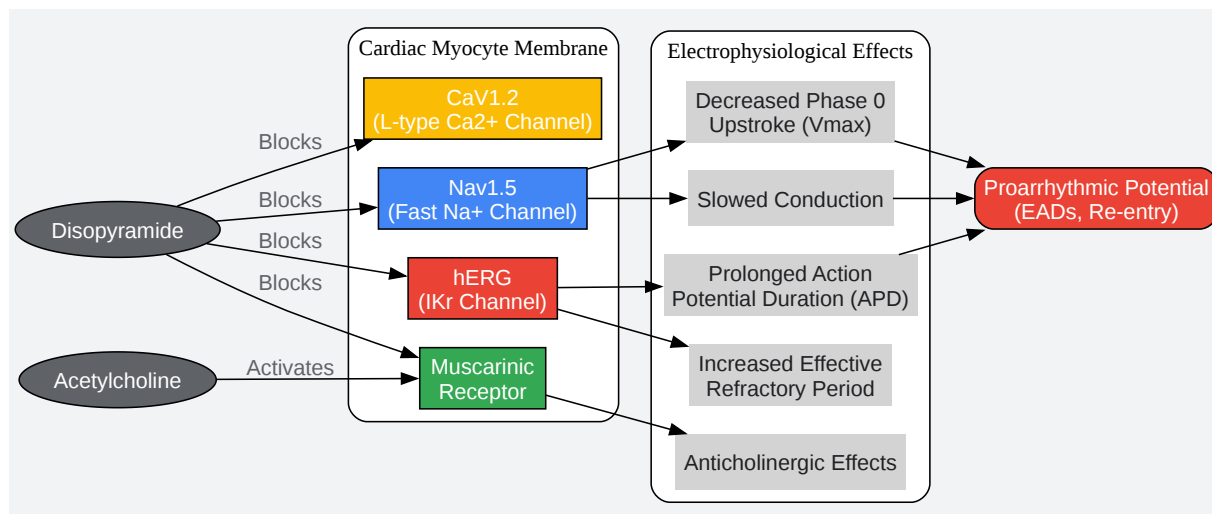 Cardiac Myocyte Membrane
Electrophysiological Effects
CaV1.2
(L-type Ca2+ Channel)
Decreased Phase 0
Upstroke (Vmax)
Blocks
Nav1.5
(Fast Na+ Channel)
Blocks
Slowed Conduction
Proarrhythmic Potential
(EADs, Re-entry)
Disopyramide
Blocks
hERG
(IKr Channel)
Prolonged Action
Potential Duration (APD)
Blocks
Muscarinic
Receptor
Increased Effective
Refractory Period
Acetylcholine
Activates
Anticholinergic Effects